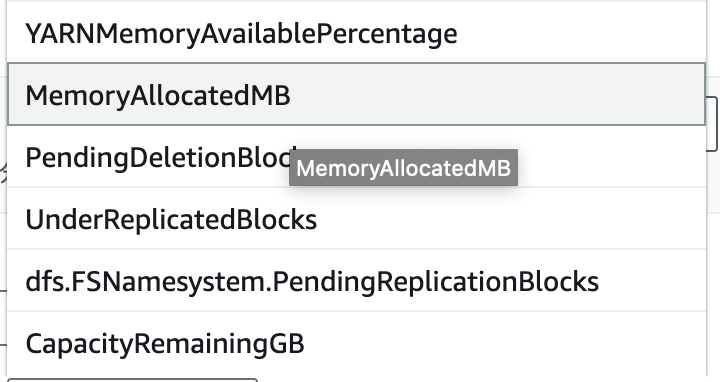 YARNMemoryAvailablePercentage
MemoryAllocatedMB
PendingDeletionBloc
MemoryAllocatedMB
UnderReplicatedBlocks
dfs.FSNamesystem.PendingReplicationBlocks
CapacityRemainingGB